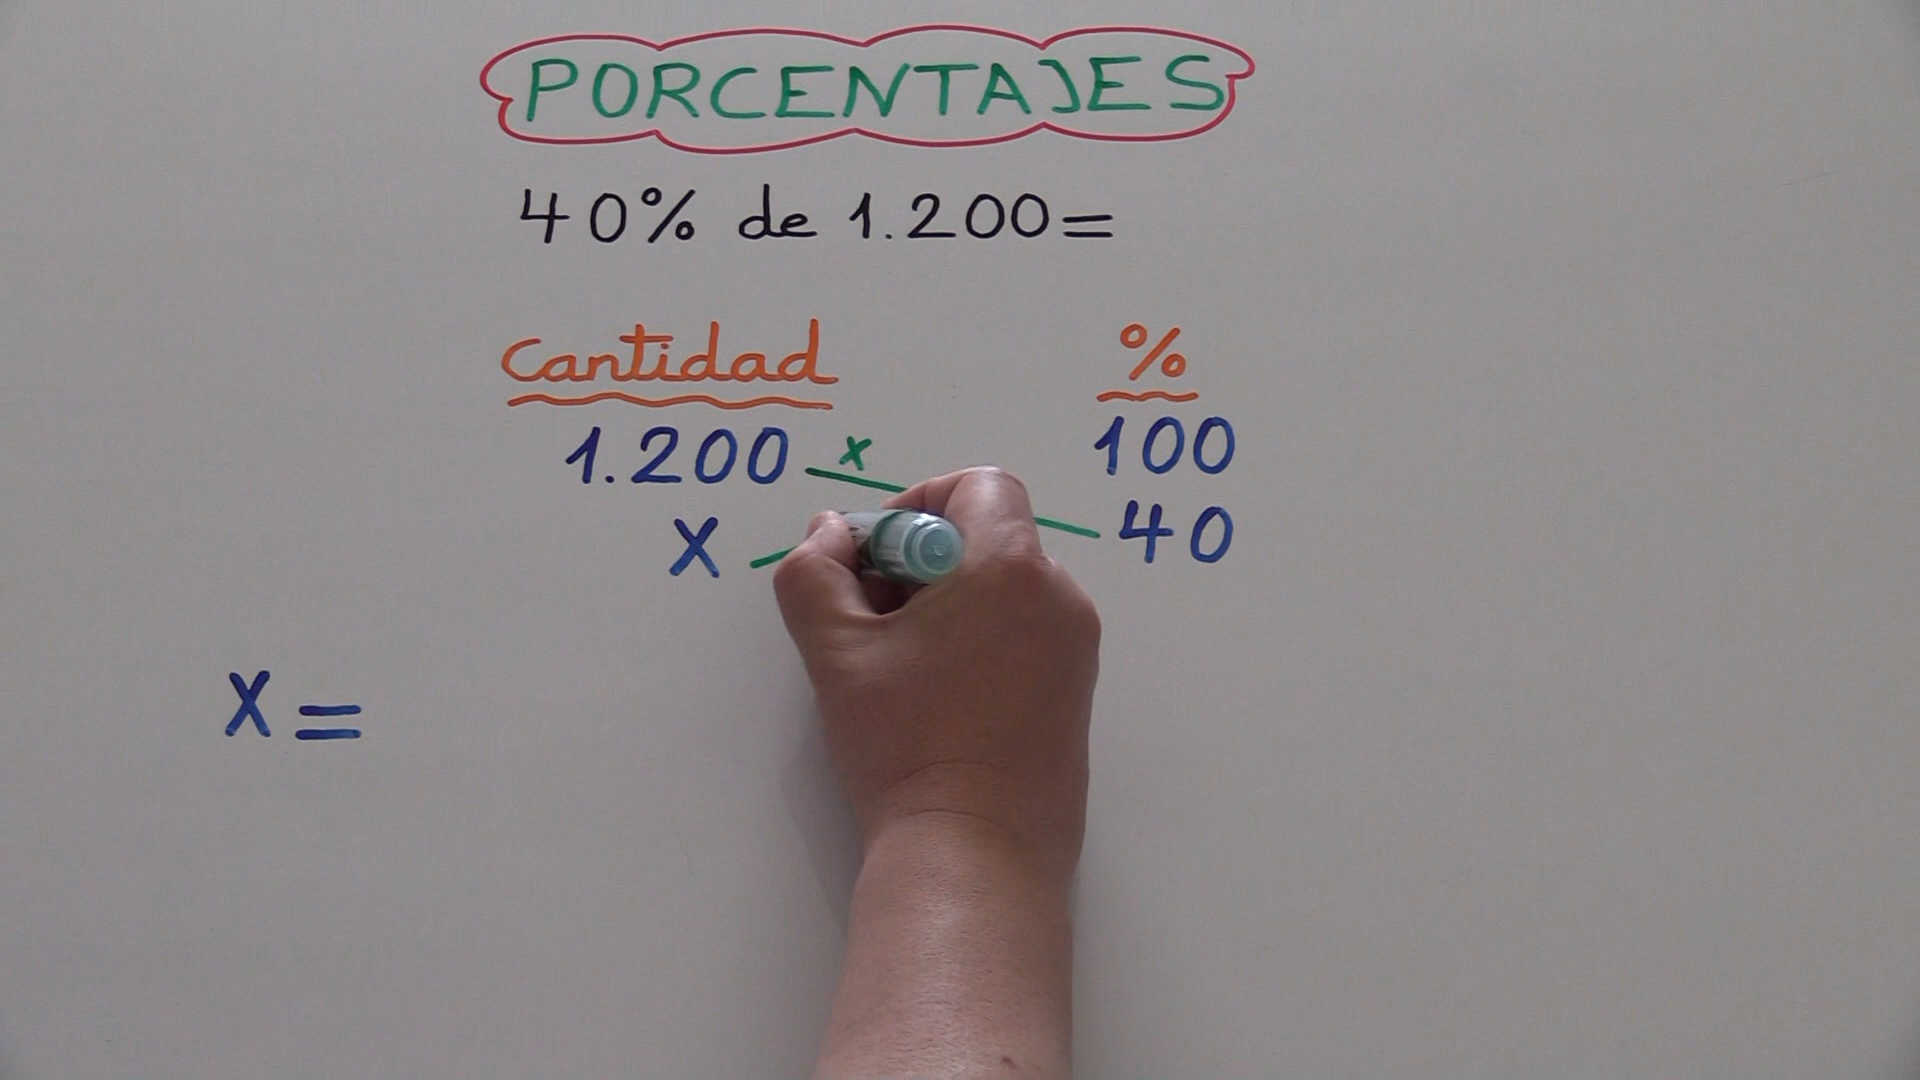 PORCENTAJES
40% de 1.200=
Cantidad %
1.200 x 100
X 40
X =